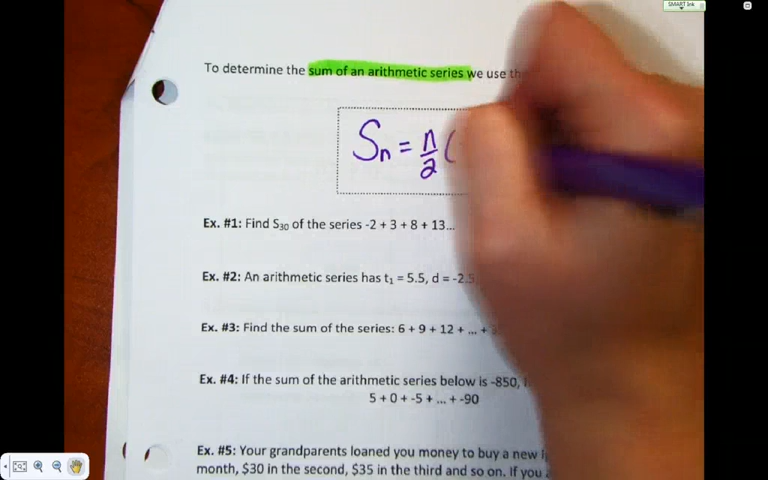 SMART Ink
To determine the sum of an arithmetic series we use
Sn = n/2 (
Ex. #1: Find S30 of the series -2 + 3 + 8 + 13...
Ex. #2: An arithmetic series has t1 = 5.5, d = -2.5
Ex. #3: Find the sum of the series: 6 + 9 + 12 + ... +
Ex. #4: If the sum of the arithmetic series below is -850,
5 + 0 + -5 + ... + -90
Ex. #5: Your grandparents loaned you money to buy a new
month, $30 in the second, $35 in the third and so on. If you